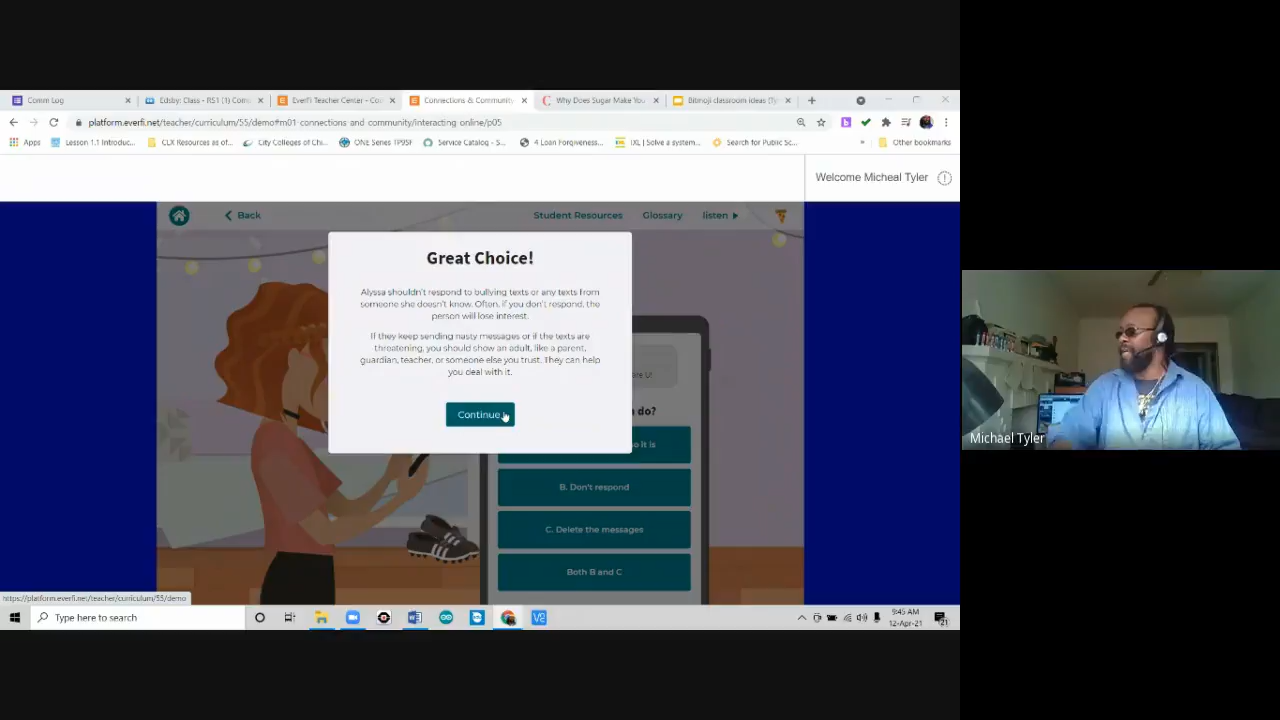 Comm Log
Edsby: Class - RS1 (1) Com
Everfi Teacher Center - Co
Connections & Community
Why Does Sugar Make You
Bitmoji classroom ideas (Ty
platform.everfi.net/teacher/curriculum/55/demo#m01-connections-and-community/interacting-online/p05
Apps
Lesson 1.1 Introduc...
CLX Resources as of...
City Colleges of Chi...
ONE Series TP95F
Service Catalog - S...
4 Loan Forgiveness...
IXL | Solve a system...
Search for Public Sc...
Other bookmarks
Welcome Micheal Tyler
Back
Student Resources
Glossary
listen
Great Choice!
Alyssa shouldn't respond to bullying texts or any texts from
someone she doesn't know. Often, if you don't respond, the
person will lose interest.
If they keep sending nasty messages or if the texts are
threatening, you should show an adult, like a parent,
guardian, teacher, or someone else you trust. They can help
you deal with it.
Continue
U!
do?
o it is
B. Don't respond
C. Delete the messages
Both B and C
https://platform.everfi.net/teacher/curriculum/55/demo
Type here to search
9:45 AM
12-Apr-21
Michael Tyler